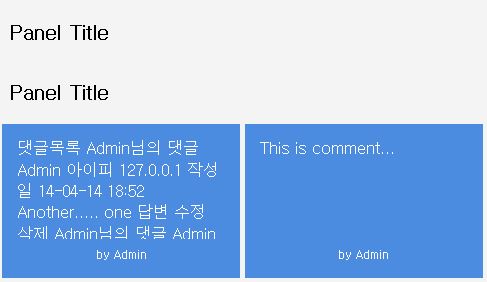 Panel Title
Panel Title
댓글목록 Admin님의 댓글
Admin 아이피 127.0.0.1 작성
일 14-04-14 18:52
Another..... one 답변 수정
삭제 Admin님의 댓글 Admin
by Admin
This is comment...
by Admin